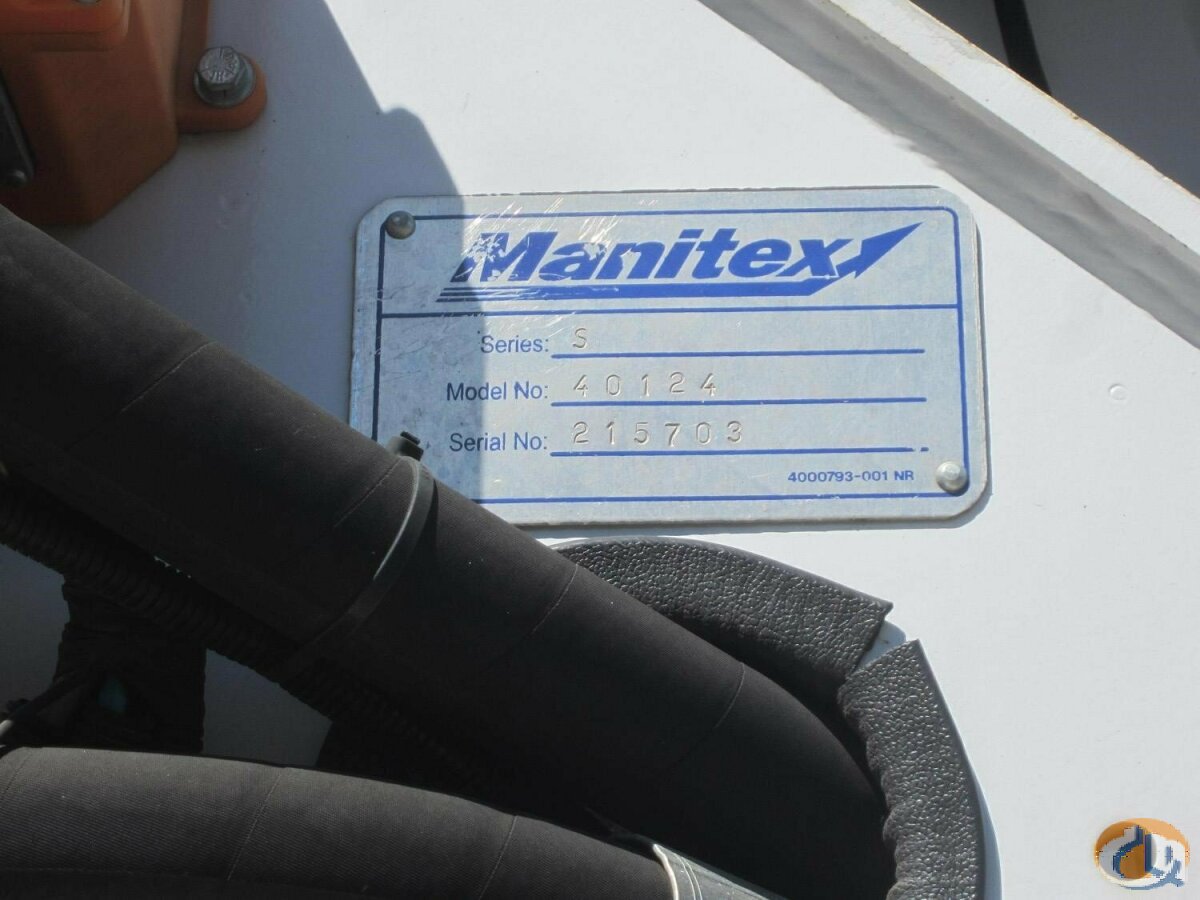 Manitex
Series: S
Model No: 40124
Serial No: 215703
4000793-001 NR